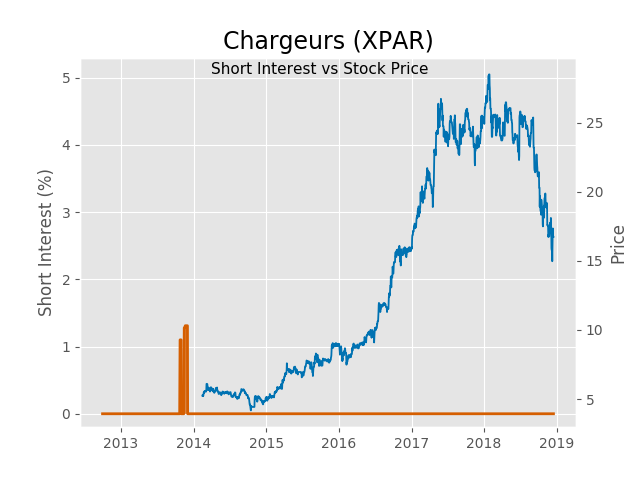 Chargeurs (XPAR)
Short Interest vs Stock Price
Short Interest (%)
5
4
3
2
1
0
25
20
15
10
5
Price
2013 2014 2015 2016 2017 2018 2019